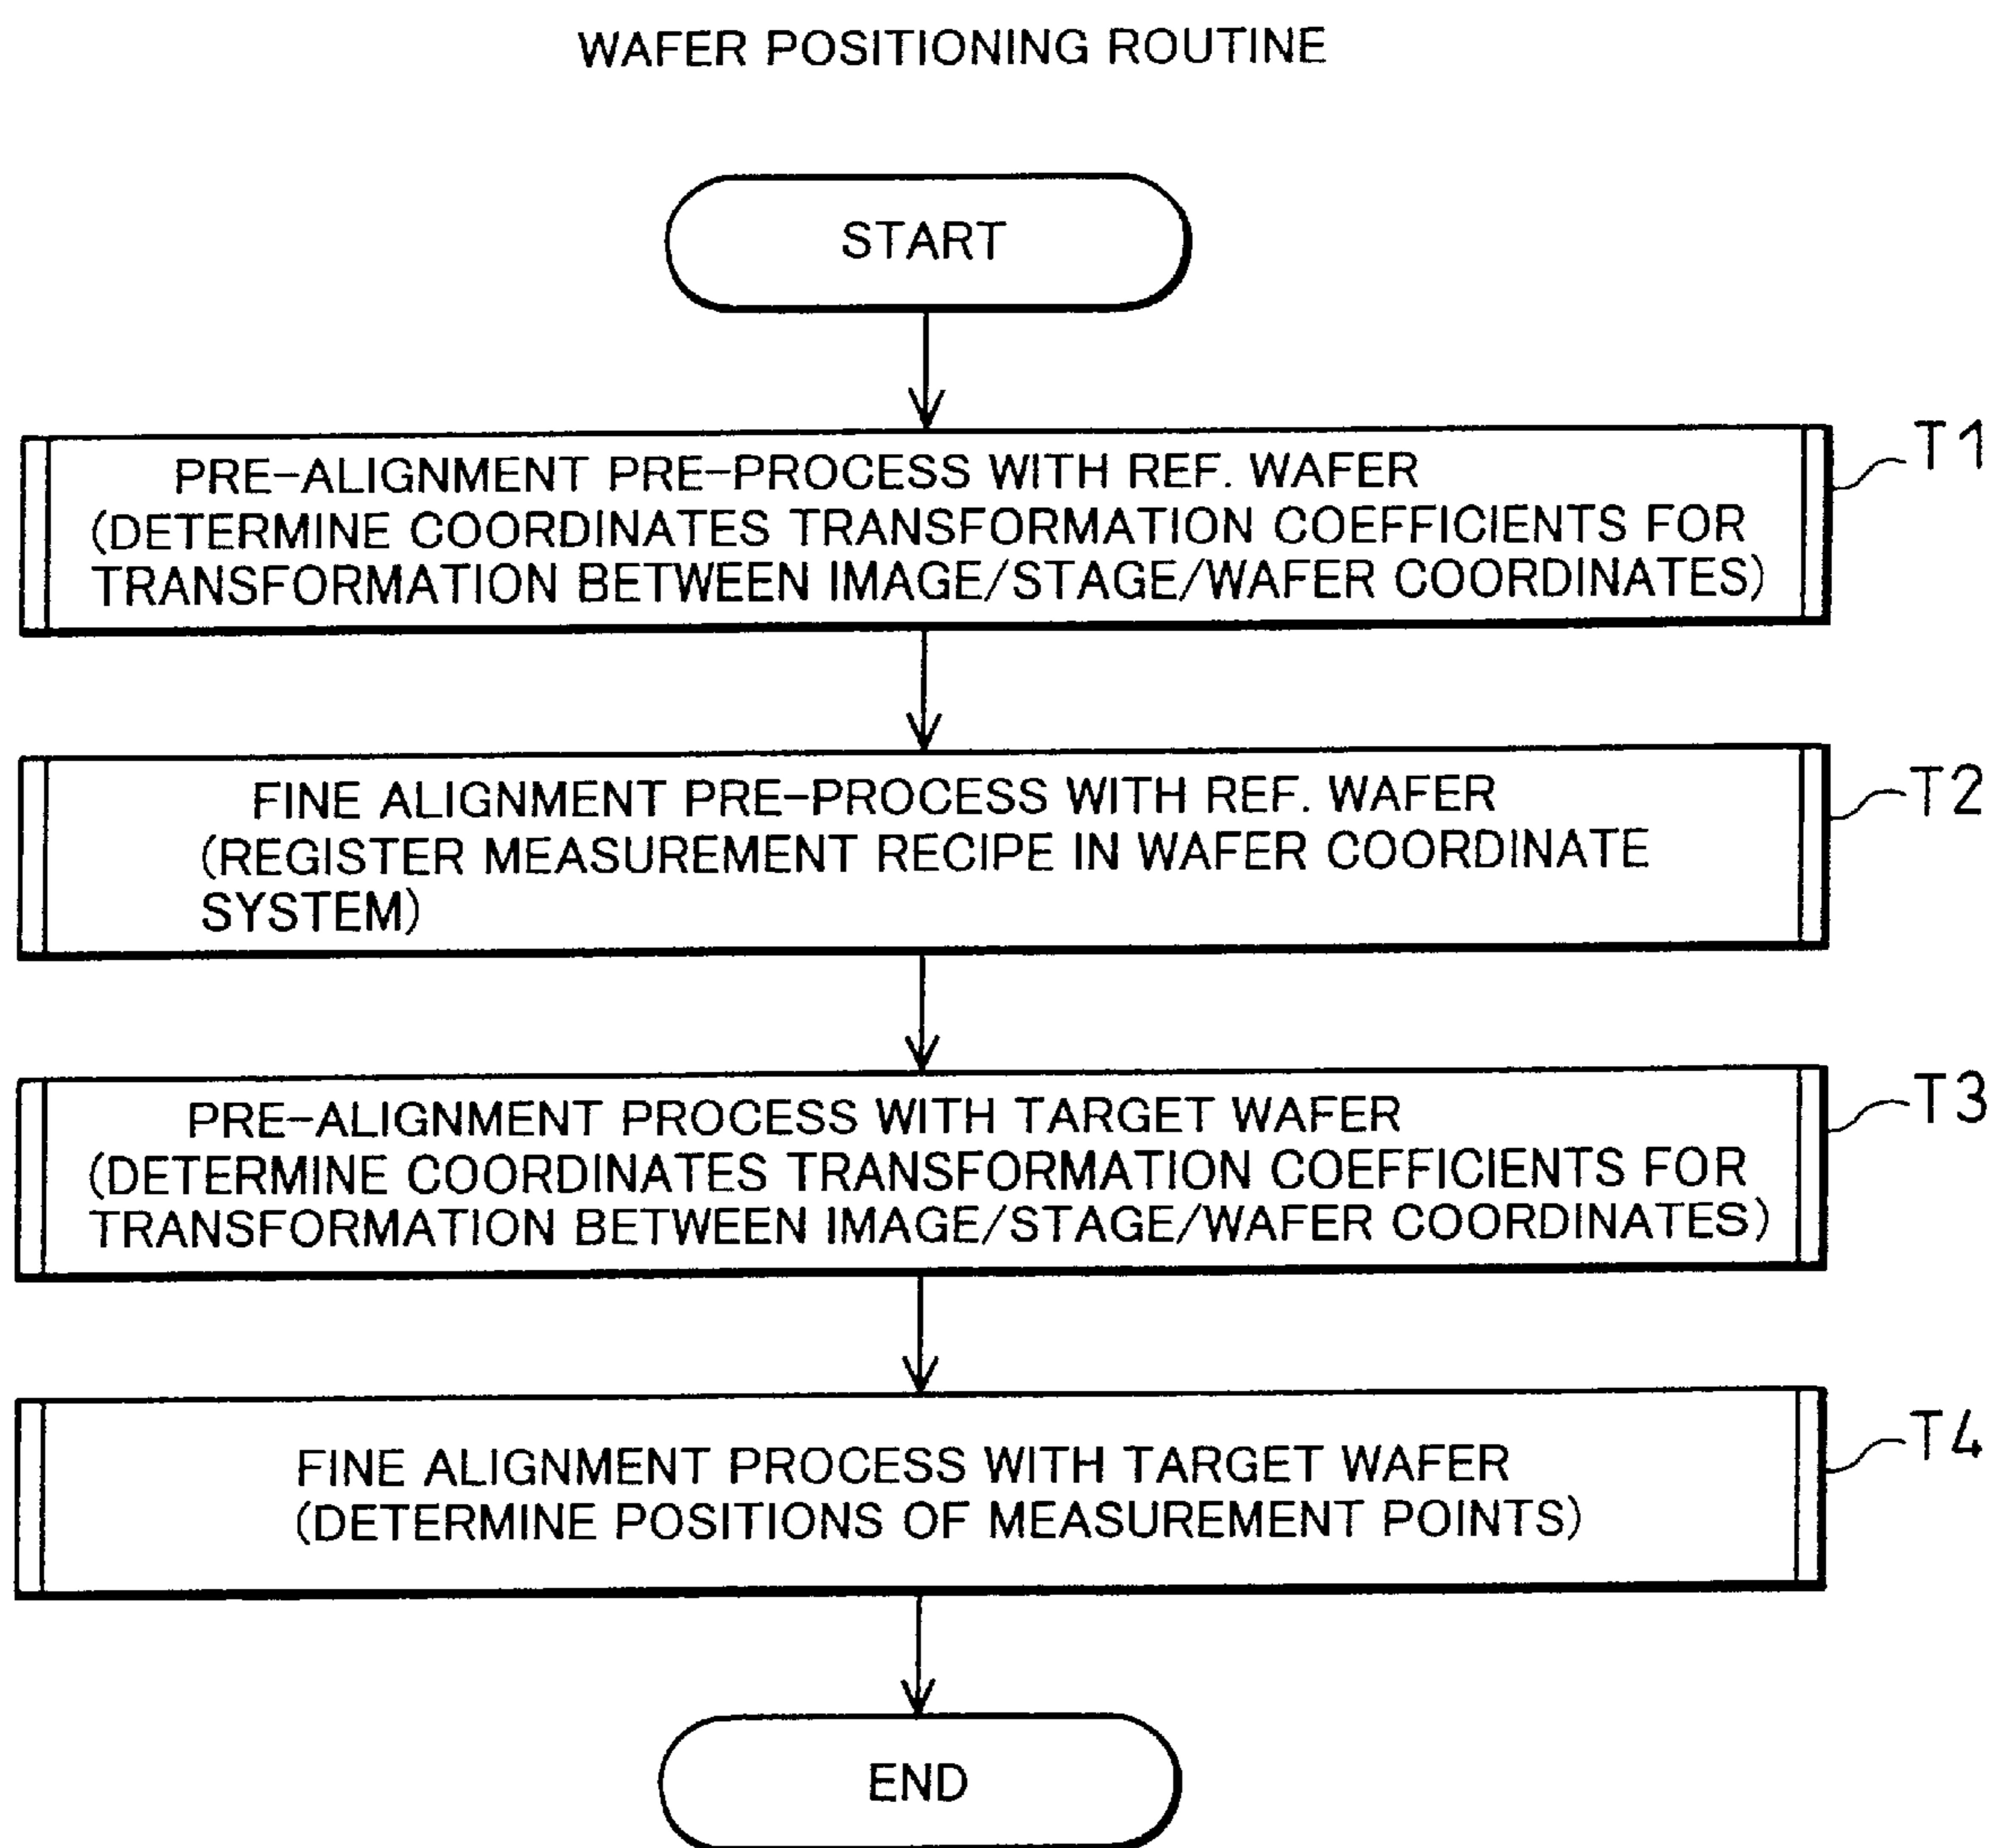 WAFER POSITIONING ROUTINE
START
PRE-ALIGNMENT PRE-PROCESS WITH REF. WAFER
(DETERMINE COORDINATES TRANSFORMATION COEFFICIENTS FOR
TRANSFORMATION BETWEEN IMAGE/STAGE/WAFER COORDINATES)
T1
FINE ALIGNMENT PRE-PROCESS WITH REF. WAFER
(REGISTER MEASUREMENT RECIPE IN WAFER COORDINATE
SYSTEM)
T2
PRE-ALIGNMENT PROCESS WITH TARGET WAFER
(DETERMINE COORDINATES TRANSFORMATION COEFFICIENTS FOR
TRANSFORMATION BETWEEN IMAGE/STAGE/WAFER COORDINATES)
T3
FINE ALIGNMENT PROCESS WITH TARGET WAFER
(DETERMINE POSITIONS OF MEASUREMENT POINTS)
T4
END